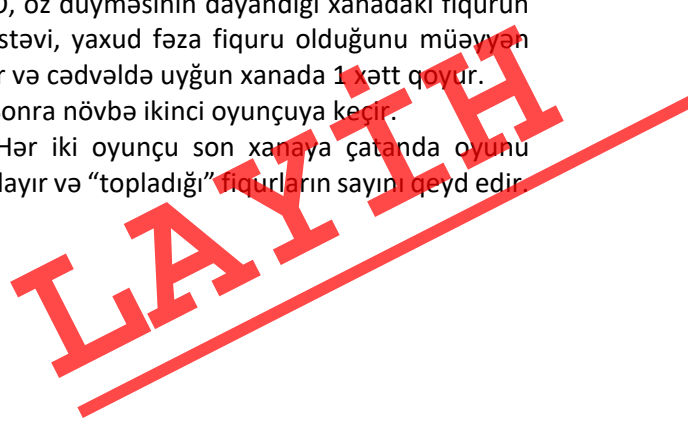 O, öz düyməsinin dayandığı xanadakı fiqurun
stəvi, yaxud fəza fiquru olduğunu müəyyən
r və cədvəldə uyğun xanada 1 xətt qoyur.
Sonra növbə ikinci oyunçuya keçir.
Hər iki oyunçu son xanaya çatanda oyunu
layır və “topladığı” fiqurların sayını qeyd edir.
LAYİH